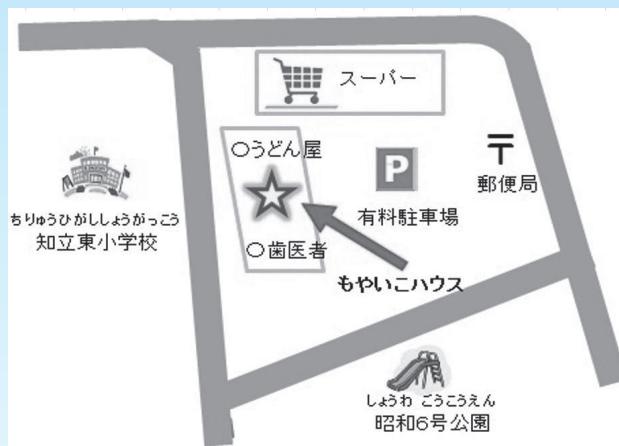 スーパー
○うどん屋
P
〒
郵便局
有料駐車場
ちりゅうひがししょうがっこう
知立東小学校
○歯医者
もやいこハウス
しょうわ ごうこうえん
昭和6号公園